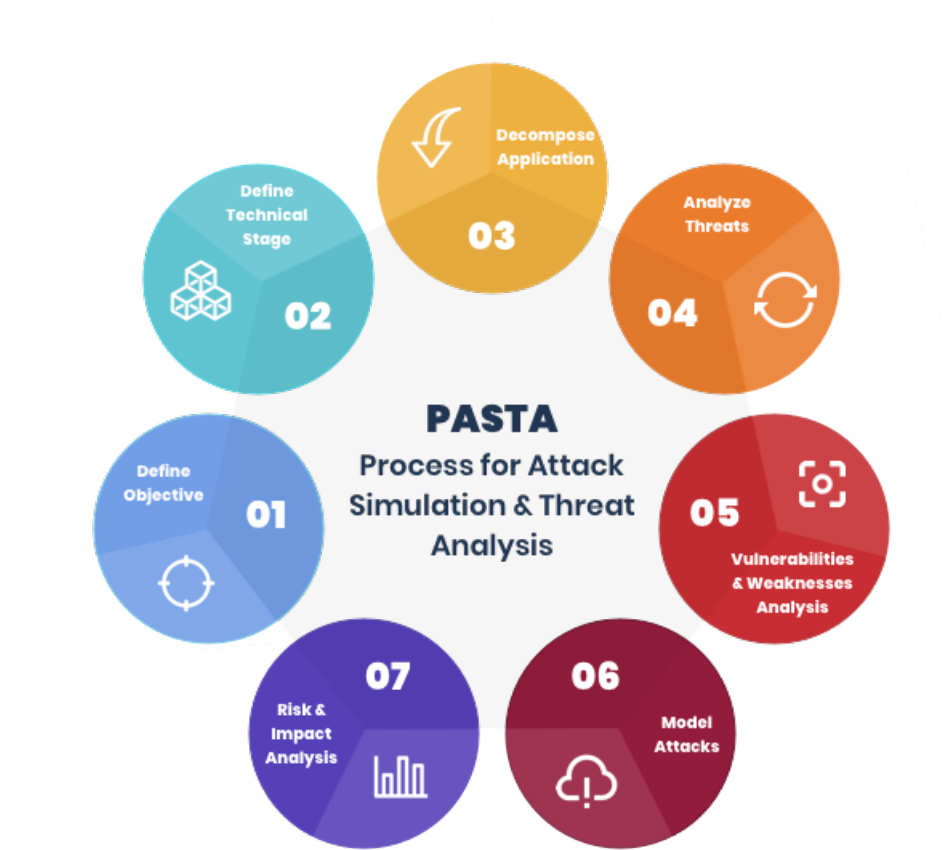 PASTA
Process for Attack
Simulation & Threat
Analysis
Define
Objective
01
Define
Technical
Stage
02
Decompose
Application
03
Analyze
Threats
04
05
Vulnerabilities
& Weaknesses
Analysis
06
Model
Attacks
07
Risk &
Impact
Analysis